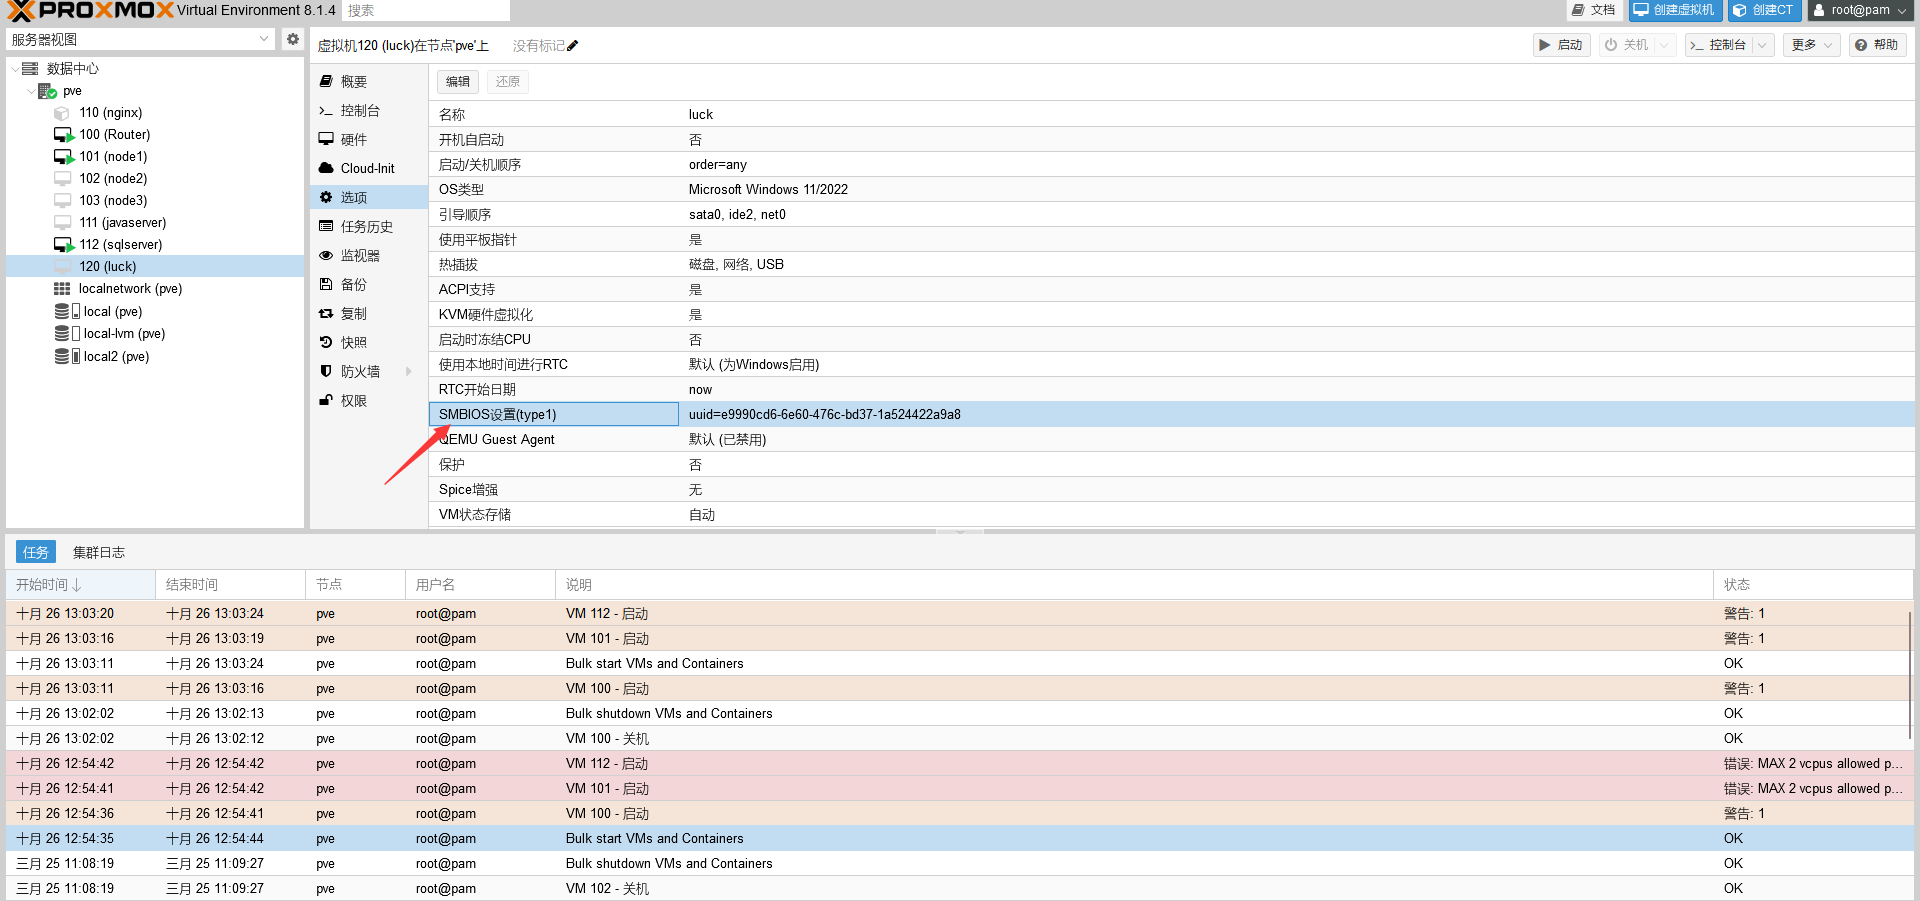 PROXMOX Virtual Environment 8.1.4 搜索 文档 创建虚拟机 创建CT root@pam
服务器视图
数据中心
pve
110 (nginx)
100 (Router)
101 (node1)
102 (node2)
103 (node3)
111 (javaserver)
112 (sqlserver)
120 (luck)
localnetwork (pve)
local (pve)
local-lvm (pve)
local2 (pve)
虚拟机120 (luck)在节点'pve'上 没有标记 启动 关机 控制台 更多 帮助
概要
控制台
硬件
Cloud-Init
选项
任务历史
监视器
备份
复制
快照
防火墙
权限
编辑 还原
名称 luck
开机自启动 否
启动/关机顺序 order=any
OS类型 Microsoft Windows 11/2022
引导顺序 sata0, ide2, net0
使用平板指针 是
热插拔 磁盘, 网络, USB
ACPI支持 是
KVM硬件虚拟化 是
启动时冻结CPU 否
使用本地时间进行RTC 默认 (为Windows启用)
RTC开始日期 now
SMBIOS设置(type1) uuid=e9990cd6-6e60-476c-bd37-1a524422a9a8
QEMU Guest Agent 默认 (已禁用)
保护 否
Spice增强 无
VM状态存储 自动
任务 集群日志
开始时间 结束时间 节点 用户名 说明 状态
十月 26 13:03:20 十月 26 13:03:24 pve root@pam VM 112 - 启动 警告: 1
十月 26 13:03:16 十月 26 13:03:19 pve root@pam VM 101 - 启动 警告: 1
十月 26 13:03:11 十月 26 13:03:24 pve root@pam Bulk start VMs and Containers OK
十月 26 13:03:11 十月 26 13:03:16 pve root@pam VM 100 - 启动 警告: 1
十月 26 13:02:02 十月 26 13:02:13 pve root@pam Bulk shutdown VMs and Containers OK
十月 26 13:02:02 十月 26 13:02:12 pve root@pam VM 100 - 关机 OK
十月 26 12:54:42 十月 26 12:54:42 pve root@pam VM 112 - 启动 错误: MAX 2 vcpus allowed p...
十月 26 12:54:41 十月 26 12:54:42 pve root@pam VM 101 - 启动 错误: MAX 2 vcpus allowed p...
十月 26 12:54:36 十月 26 12:54:41 pve root@pam VM 100 - 启动 警告: 1
十月 26 12:54:35 十月 26 12:54:44 pve root@pam Bulk start VMs and Containers OK
三月 25 11:08:19 三月 25 11:09:27 pve root@pam Bulk shutdown VMs and Containers OK
三月 25 11:08:19 三月 25 11:09:27 pve root@pam VM 102 - 关机 OK